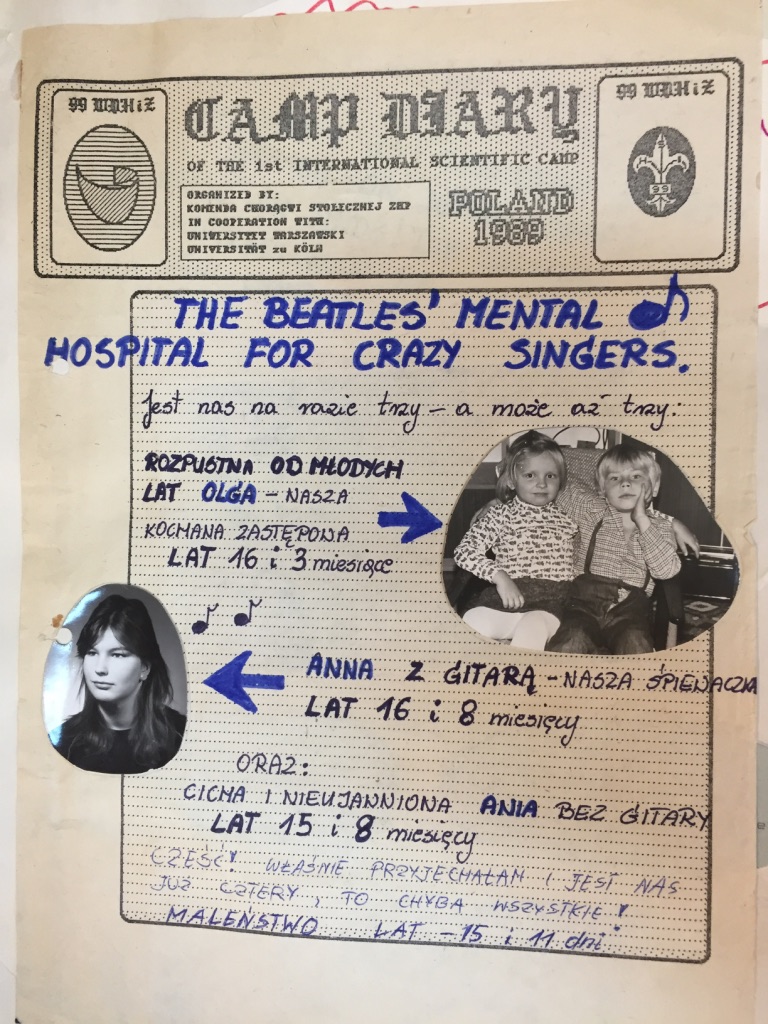 99 WDHiZ
CAMP DIARY
OF THE 1st INTERNATIONAL SCIENTIFIC CAMP
ORGANIZED BY:
KOMENDA CHORĄGWI STOŁECZNEJ ZHP
IN COOPERATION WITH:
UNIWERSYTET WARSZAWSKI
UNIVERSITÄT zu KÖLN
POLAND
1989
99 WDHiZ
99
THE BEATLES' MENTAL
HOSPITAL FOR CRAZY SINGERS.
Jest nas na razie trzy – a może aż trzy:
ROZPUSTNA OD MŁODYCH
LAT OLGA – NASZA
KOCHANA ZASTĘPOWA
LAT 16 i 3 miesiące
ANNA Z GITARĄ – NASZA ŚPIEWACZKA
LAT 16 i 8 miesięcy
ORAZ:
CICHA I NIEUJAWNIONA ANIA BEZ GITARY
LAT 15 i 8 miesięcy
CZEŚĆ! WŁAŚNIE PRZYJECHAŁAM I JEST NAS
JUŻ CZTERY, TO CHYBA WSZYSTKIE!
MALEŃSTWO LAT – 15 i 11 dni